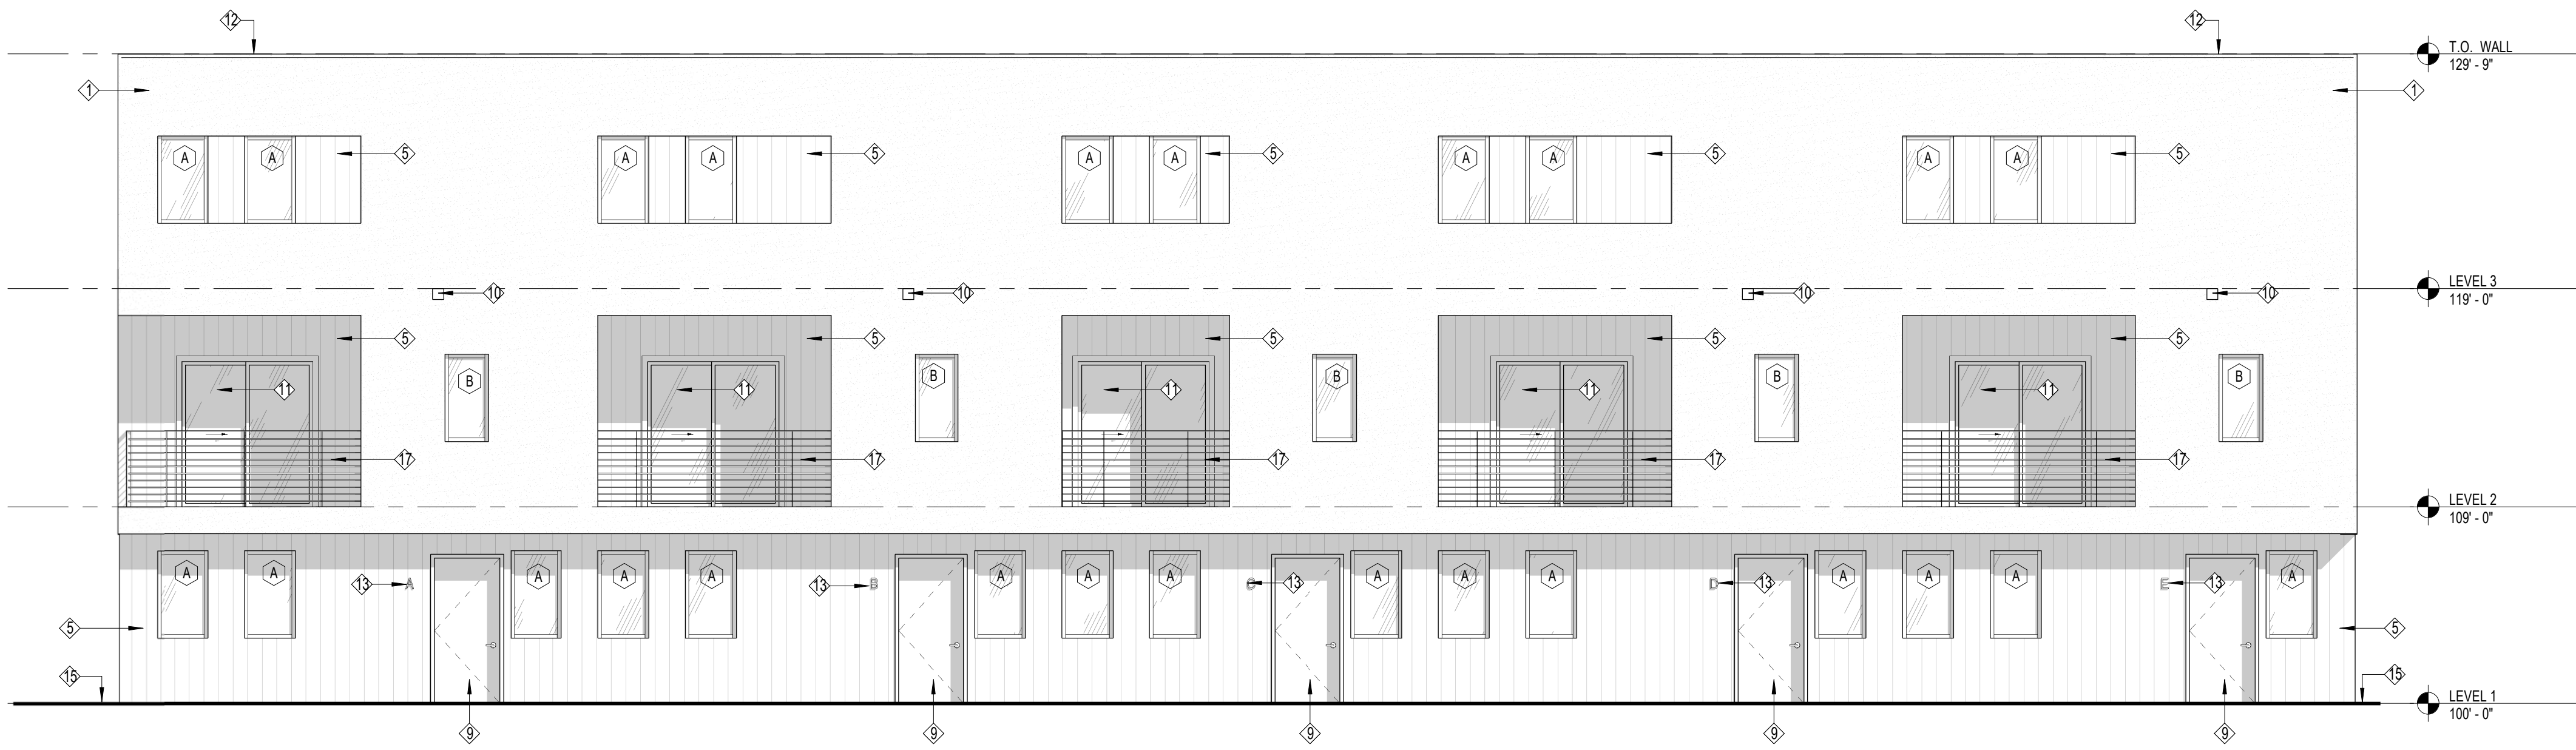 12 12
T.O. WALL
129' - 9"
1 1
A A 5 A A 5 A A 5 A A 5 A A 5
LEVEL 3
10 10 10 10
119' - 0"
5 5 5 5 5
B B B B B
11 11 11 11 11
17 17 17 17 17
LEVEL 2
109' - 0"
A A A A A A A A A A A A A A A
13 A 13 B C 13 D 13 E 13
5 5
15 15
LEVEL 1
100' - 0"
9 9 9 9 9